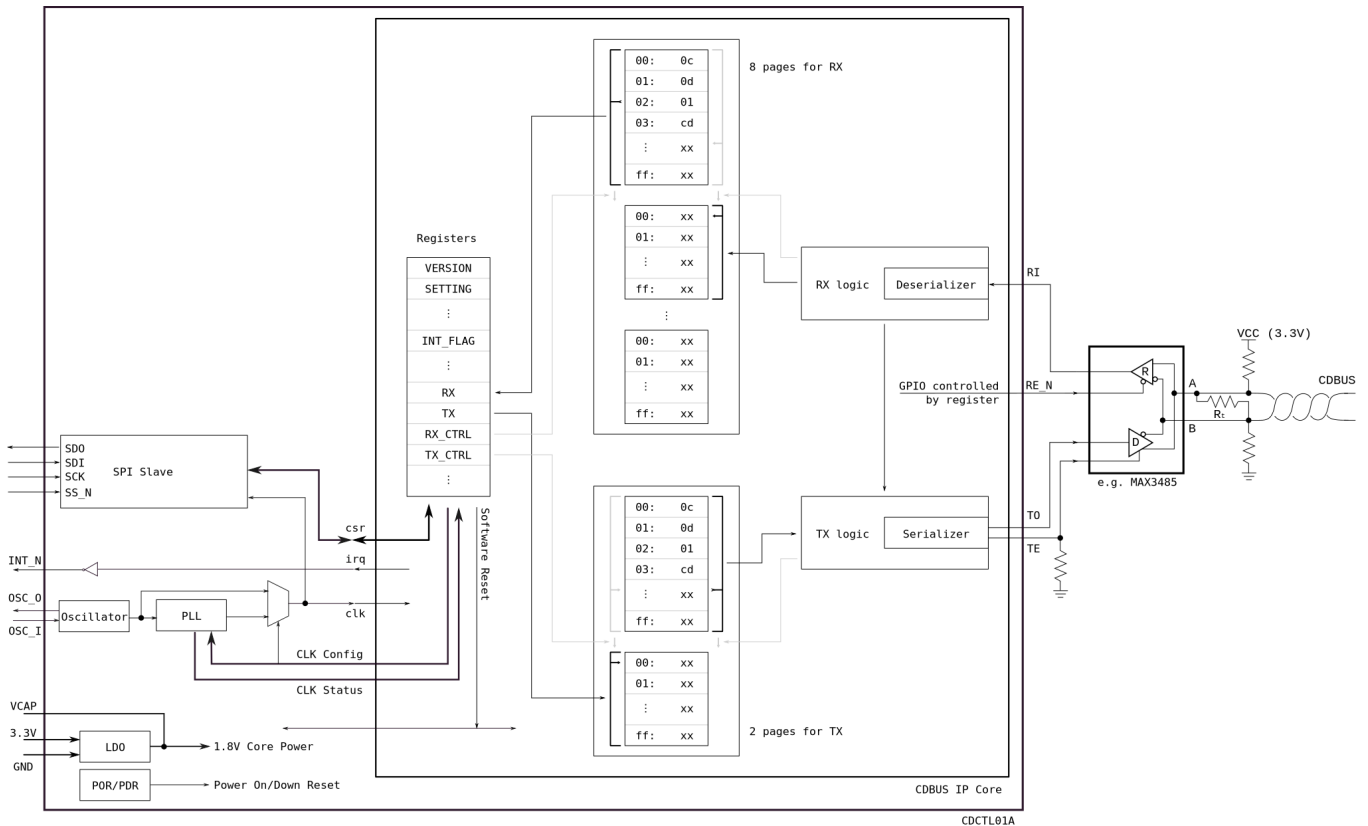 8 pages for RX
00: 0c
01: 0d
02: 01
03: cd
⋮ xx
ff: xx
00: xx
01: xx
⋮ xx
ff: xx
⋮
00: xx
01: xx
⋮ xx
ff: xx
Registers
VERSION
SETTING
⋮
INT_FLAG
⋮
RX
TX
RX_CTRL
TX_CTRL
⋮
RX logic
Deserializer
RI
GPIO controlled
by register
RE_N
VCC (3.3V)
CDBUS
R
A
Rt
B
D
e.g. MAX3485
SDO
SDI
SCK
SS_N
SPI Slave
csr
Software Reset
00: 0c
01: 0d
02: 01
03: cd
⋮ xx
ff: xx
00: xx
01: xx
⋮ xx
ff: xx
2 pages for TX
TX logic
Serializer
TO
TE
INT_N
irq
OSC_O
OSC_I
Oscillator
PLL
clk
CLK Config
CLK Status
VCAP
3.3V
GND
LDO
1.8V Core Power
POR/PDR
Power On/Down Reset
CDBUS IP Core
CDCTL01A